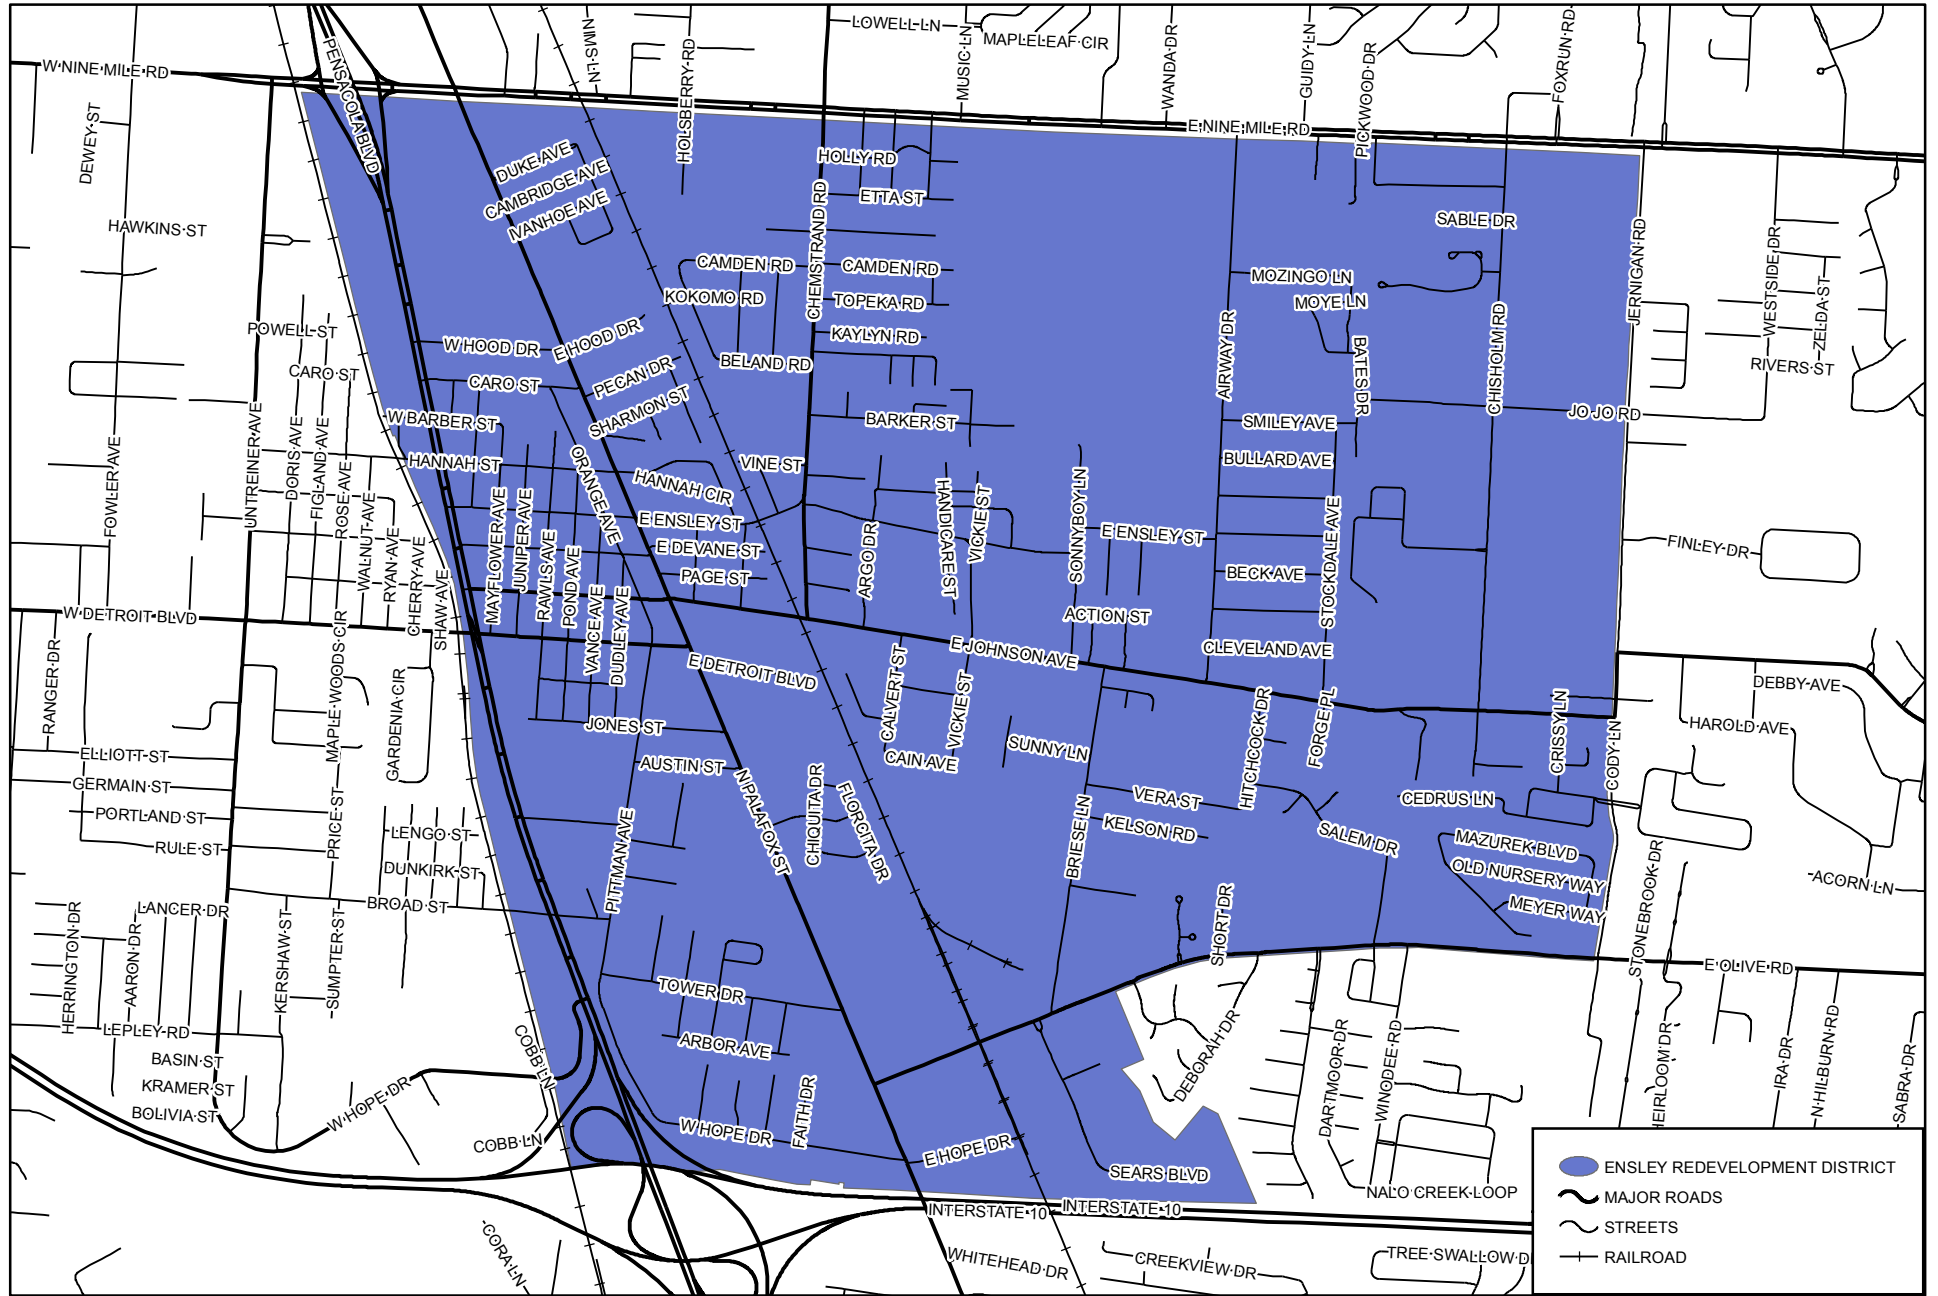 LOWELL LN
MAPLELEAF CIR
NIMS LN
HOLSBERRY RD
MUSIC LN
WANDA DR
GUIDY LN
PICKWOOD DR
FOXRUN RD
W NINE MILE RD
PENSACOLA BLVD
E NINE MILE RD
DEWEY ST
DUKE AVE
CAMBRIDGE AVE
IVANHOE AVE
HOLLY RD
ETTA ST
CHEMSTRAND RD
HAWKINS ST
SABLE DR
JERNIGAN RD
WESTSIDE DR
ZELDA ST
CAMDEN RD
CAMDEN RD
KOKOMO RD
TOPEKA RD
KAYLYN RD
MOZINGO LN
MOYE LN
POWELL ST
W HOOD DR
E HOOD DR
BELAND RD
AIRWAY DR
BATES DR
CHISHOLM RD
RIVERS ST
CARO ST
CARO ST
PECAN DR
SHARMON ST
W BARBER ST
BARKER ST
SMILEY AVE
JO JO RD
UNTREINER AVE
DORIS AVE
FIGLAND AVE
ROSE AVE
FOWLER AVE
HANNAH ST
ORANGE AVE
HANNAH CIR
VINE ST
BULLARD AVE
WALNUT AVE
RYAN AVE
CHERRY AVE
SHAW AVE
MAYFLOWER AVE
JUNIPER AVE
RAWLS AVE
POND AVE
VANCE AVE
DUDLEY AVE
E ENSLEY ST
E DEVANE ST
PAGE ST
ARGO DR
HANDICARE ST
VICKIE ST
SONNYBOY LN
E ENSLEY ST
STOCKDALE AVE
BECK AVE
FINLEY DR
ACTION ST
W DETROIT BLVD
E JOHNSON AVE
CLEVELAND AVE
E DETROIT BLVD
RANGER DR
MAPLE WOODS CIR
GARDENIA CIR
CALVERT ST
VICKIE ST
HITCHCOCK DR
FORGE PL
CRISSY LN
CODY LN
DEBBY AVE
HAROLD AVE
JONES ST
ELLIOTT ST
AUSTIN ST
CAIN AVE
SUNNY LN
GERMAIN ST
N PALAFOX ST
CHIQUITA DR
FLORCITA DR
VERA ST
CEDRUS LN
PORTLAND ST
PRICE ST
LENGO ST
PITTMAN AVE
BRIESE LN
KELSON RD
SALEM DR
MAZUREK BLVD
RULE ST
DUNKIRK ST
OLD NURSERY WAY
STONEBROOK DR
ACORN LN
BROAD ST
MEYER WAY
LANCER DR
HERRINGTON DR
AARON DR
KERSHAW ST
SUMPTER ST
SHORT DR
E OLIVE RD
TOWER DR
LEPLEY RD
COBB LN
ARBOR AVE
DEBORAH DR
DARTMOOR DR
WINODEE RD
HEIRLOOM DR
IRA DR
N HILBURN RD
SABRA DR
BASIN ST
KRAMER ST
BOLIVIA ST
W HOPE DR
COBB LN
W HOPE DR
FAITH DR
E HOPE DR
SEARS BLVD
NALO CREEK LOOP
INTERSTATE 10
INTERSTATE 10
CORA LN
WHITEHEAD DR
CREEKVIEW DR
TREE SWALLOW D
ENSLEY REDEVELOPMENT DISTRICT
MAJOR ROADS
STREETS
RAILROAD